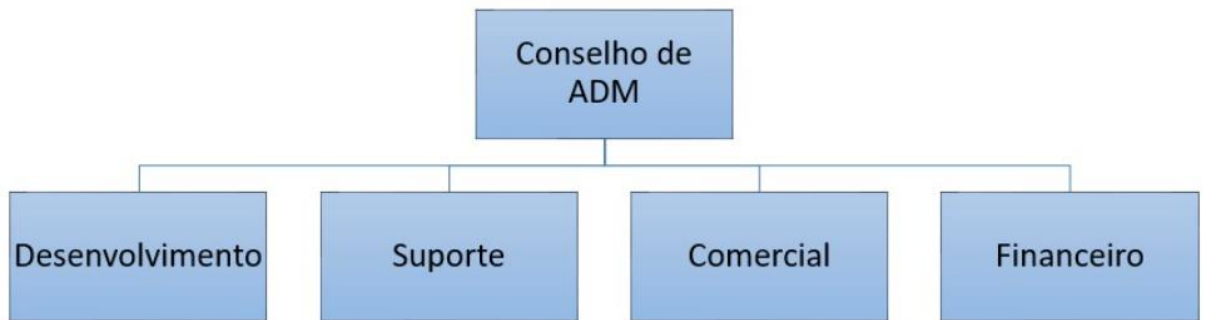 Conselho de
ADM
Desenvolvimento
Suporte
Comercial
Financeiro